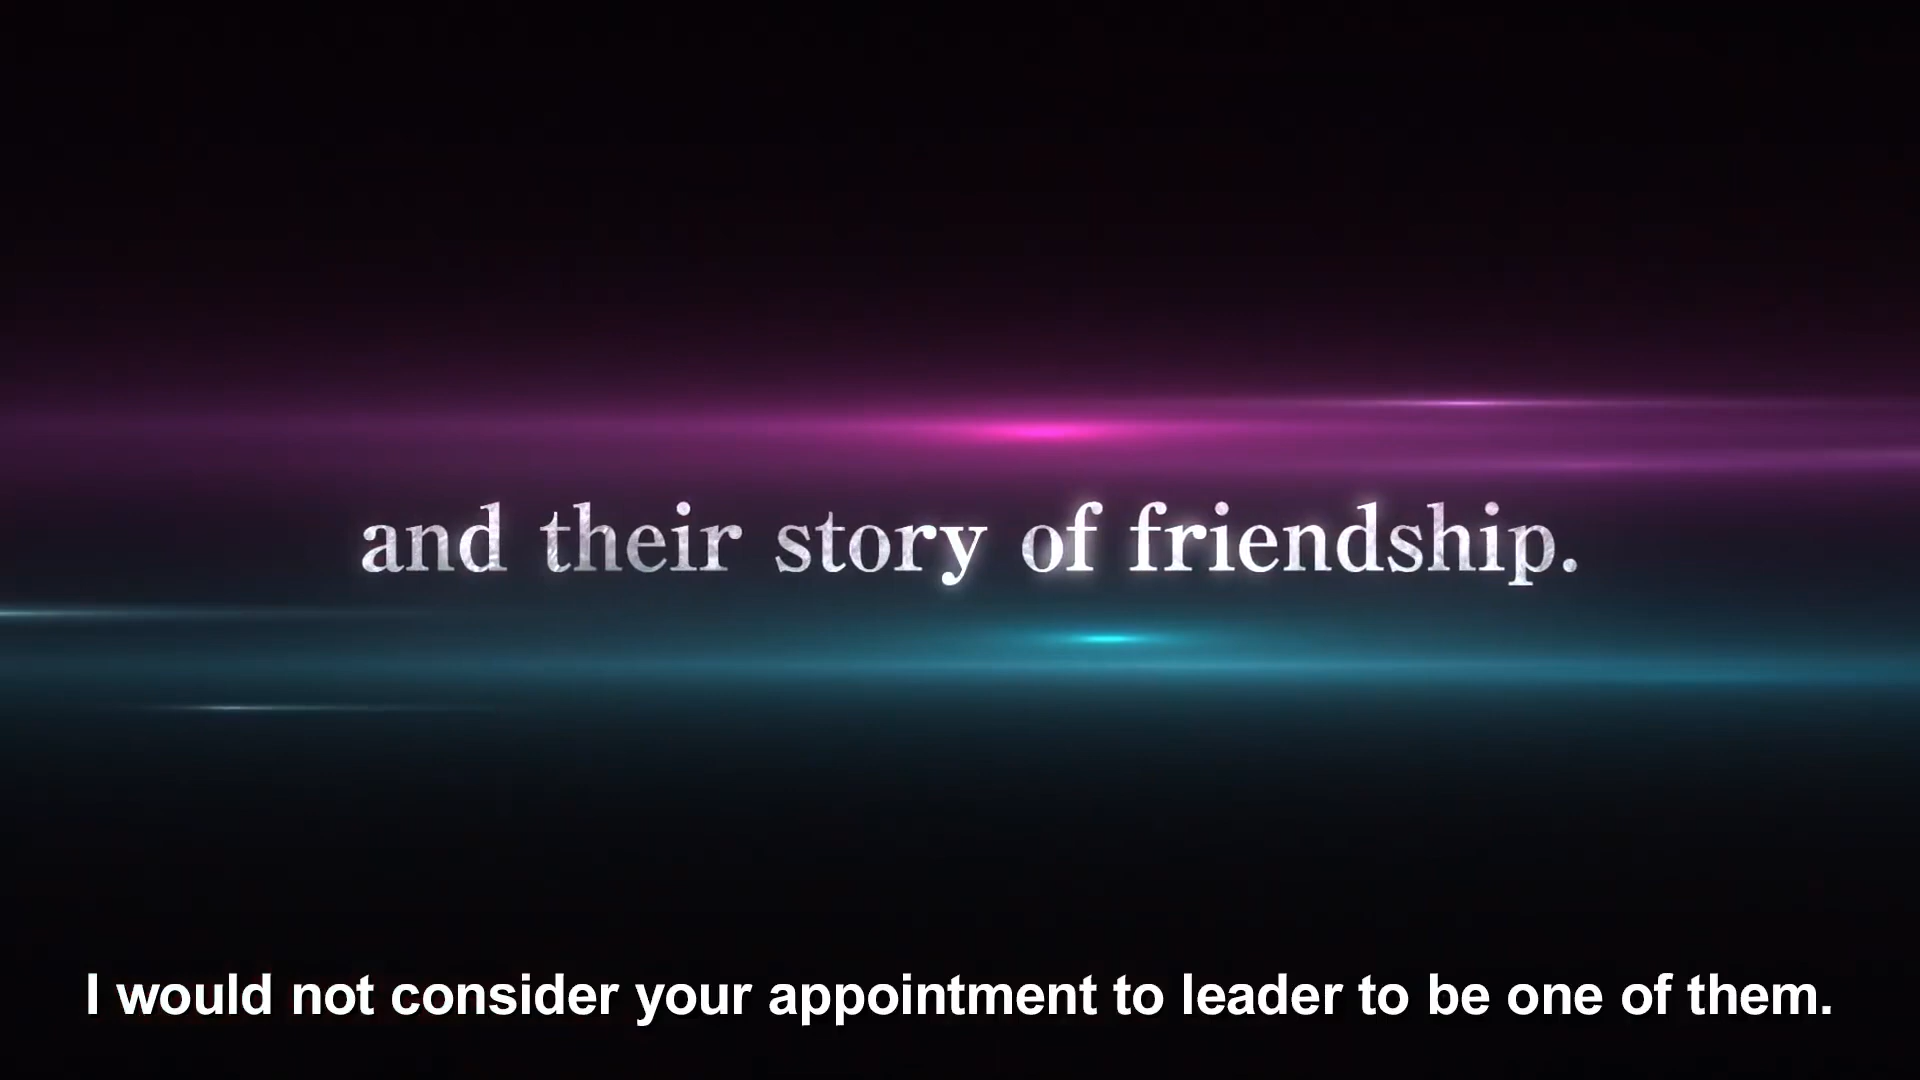 and their story of friendship.
I would not consider your appointment to leader to be one of them.